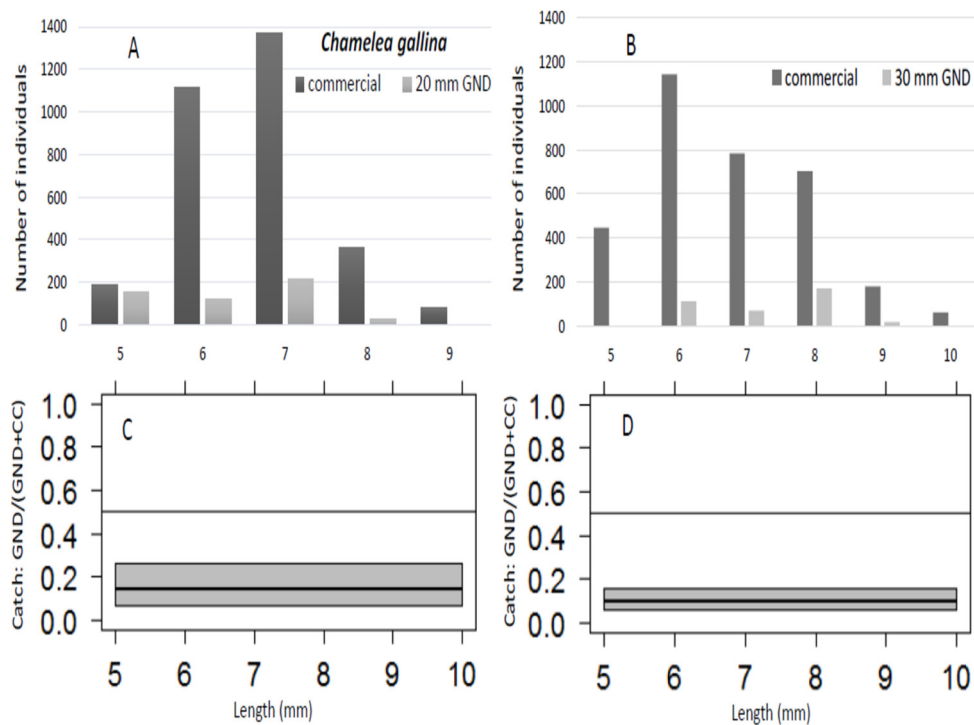 A
Chamelea gallina
commercial 20 mm GND
Number of individuals
1400
1200
1000
800
600
400
200
0
5 6 7 8 9
B
commercial 30 mm GND
Number of individuals
1400
1200
1000
800
600
400
200
0
5 6 7 8 9 10
C
Catch: GND/(GND+CC)
1.0
0.8
0.6
0.4
0.2
0.0
5 6 7 8 9 10
Length (mm)
D
Catch: GND/(GND+CC)
1.0
0.8
0.6
0.4
0.2
0.0
5 6 7 8 9 10
Length (mm)